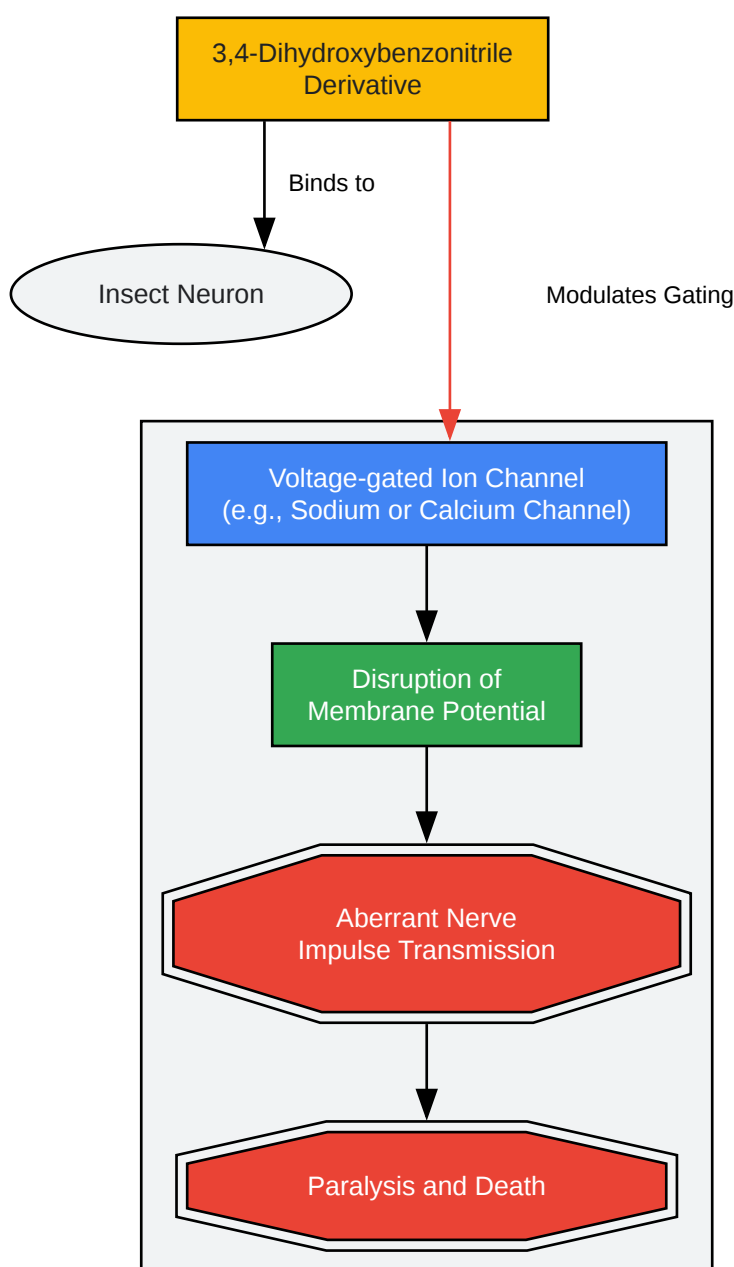 3,4-Dihydroxybenzonitrile
Derivative
Binds to
Insect Neuron
Modulates Gating
Voltage-gated Ion Channel
(e.g., Sodium or Calcium Channel)
Disruption of
Membrane Potential
Aberrant Nerve
Impulse Transmission
Paralysis and Death